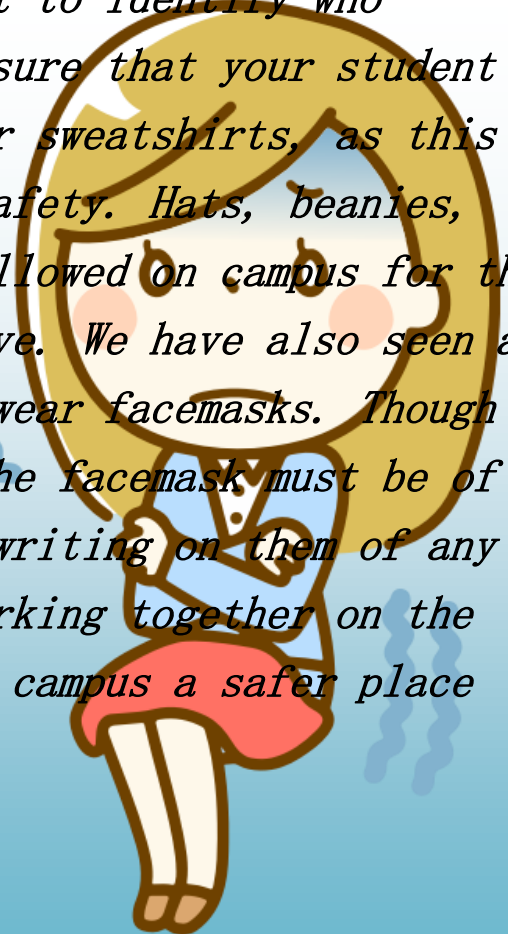 t to identify who
sure that your student
r sweatshirts, as this
afety. Hats, beanies,
llowed on campus for th
ve. We have also seen a
wear facemasks. Though
he facemask must be of
writing on them of any
rking together on the
campus a safer place